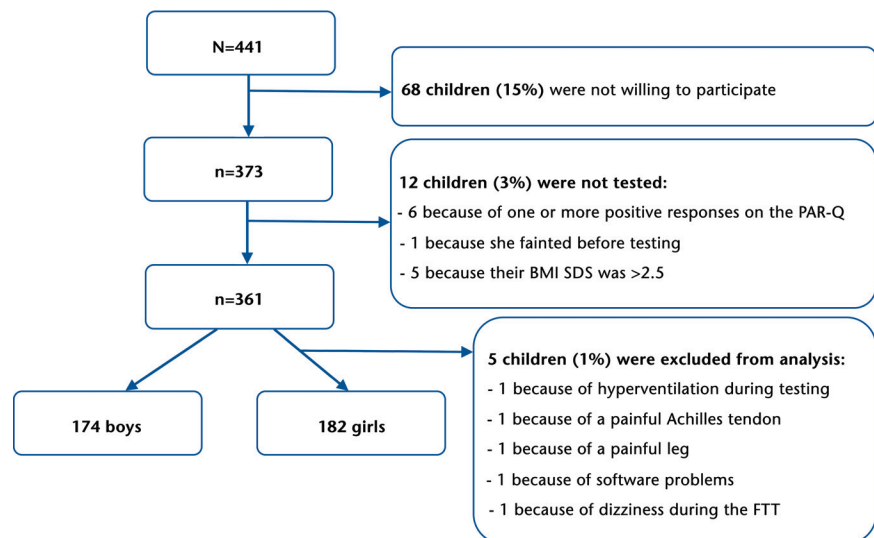 N=441
68 children (15%) were not willing to participate
n=373
12 children (3%) were not tested:
- 6 because of one or more positive responses on the PAR-Q
- 1 because she fainted before testing
- 5 because their BMI SDS was >2.5
n=361
5 children (1%) were excluded from analysis:
- 1 because of hyperventilation during testing
- 1 because of a painful Achilles tendon
- 1 because of a painful leg
- 1 because of software problems
- 1 because of dizziness during the FTT
174 boys
182 girls